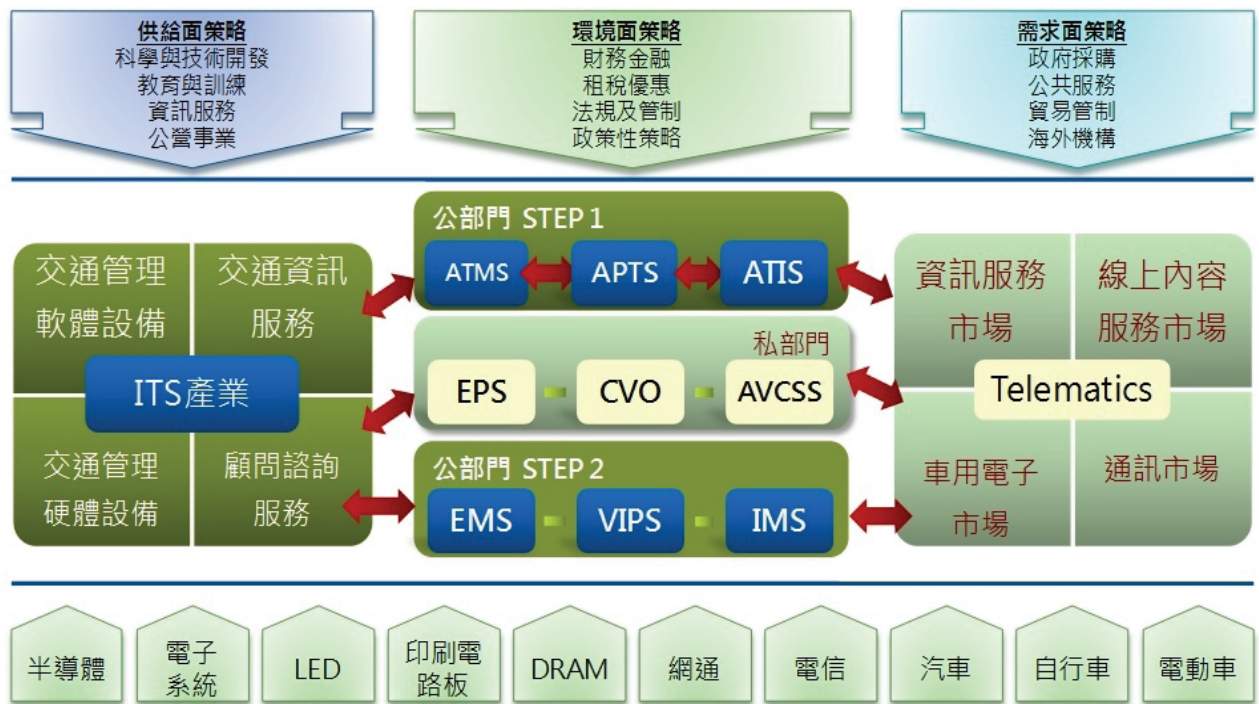 供給面策略
科學與技術開發
教育與訓練
資訊服務
公營事業
環境面策略
財務金融
租稅優惠
法規及管制
政策性策略
需求面策略
政府採購
公共服務
貿易管制
海外機構
交通管理
軟體設備
交通資訊
服務
ITS產業
交通管理
硬體設備
顧問諮詢
服務
公部門 STEP 1
ATMS
APTS
ATIS
私部門
EPS
CVO
AVCSS
公部門 STEP 2
EMS
VIPS
IMS
資訊服務
市場
線上內容
服務市場
Telematics
車用電子
市場
通訊市場
半導體
電子
系統
LED
印刷電
路板
DRAM
網通
電信
汽車
自行車
電動車